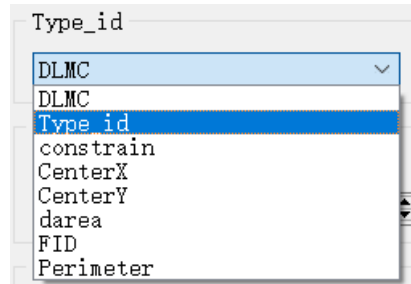 Type_id
DLMC
DLMC
Type_id
constrain
CenterX
CenterY
darea
FID
Perimeter